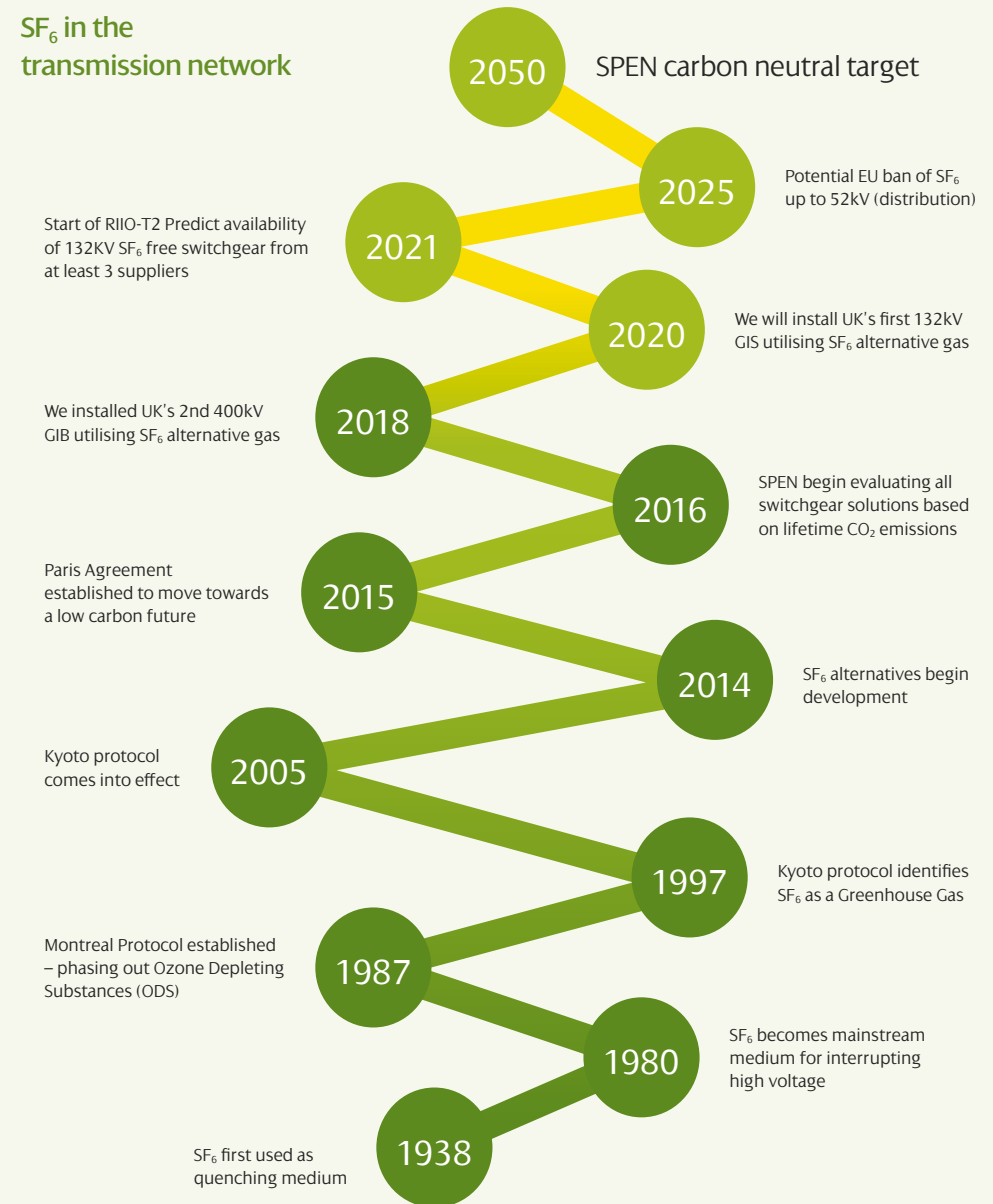 SF₆ in the
transmission network
2050
SPEN carbon neutral target
2025
Potential EU ban of SF₆
up to 52kV (distribution)
Start of RIIO-T2 Predict availability
of 132KV SF₆ free switchgear from
at least 3 suppliers
2021
2020
We will install UK’s first 132kV
GIS utilising SF₆ alternative gas
We installed UK’s 2nd 400kV
GIB utilising SF₆ alternative gas
2018
2016
SPEN begin evaluating all
switchgear solutions based
on lifetime CO₂ emissions
Paris Agreement
established to move towards
a low carbon future
2015
2014
SF₆ alternatives begin
development
Kyoto protocol
comes into effect
2005
1997
Kyoto protocol identifies
SF₆ as a Greenhouse Gas
Montreal Protocol established
– phasing out Ozone Depleting
Substances (ODS)
1987
1980
SF₆ becomes mainstream
medium for interrupting
high voltage
SF₆ first used as
quenching medium
1938